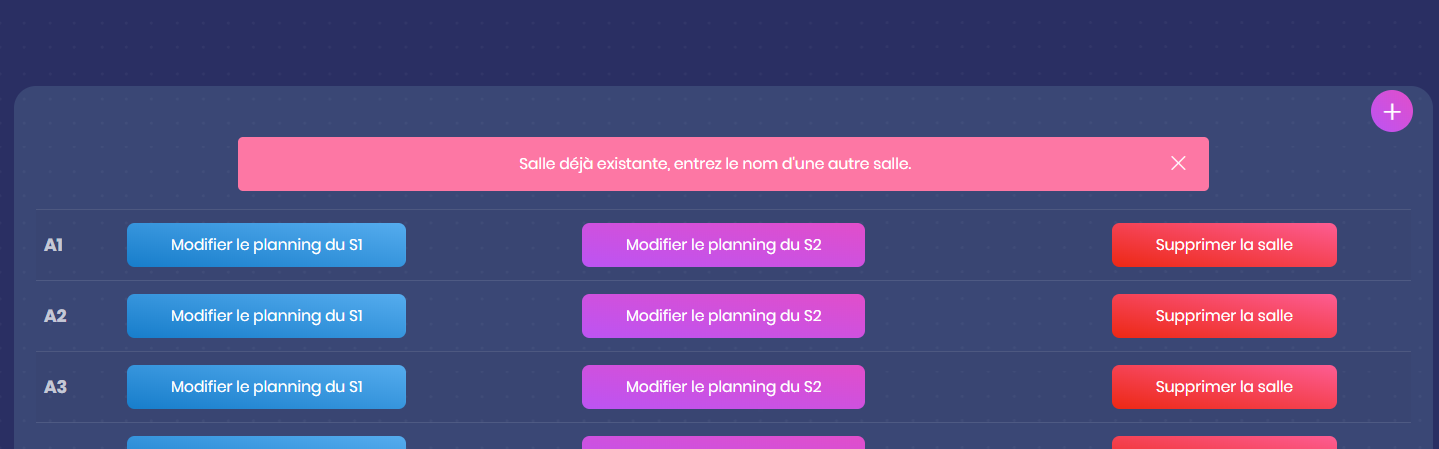 Salle déjà existante, entrez le nom d'une autre salle.
A1 Modifier le planning du S1 Modifier le planning du S2 Supprimer la salle
A2 Modifier le planning du S1 Modifier le planning du S2 Supprimer la salle
A3 Modifier le planning du S1 Modifier le planning du S2 Supprimer la salle